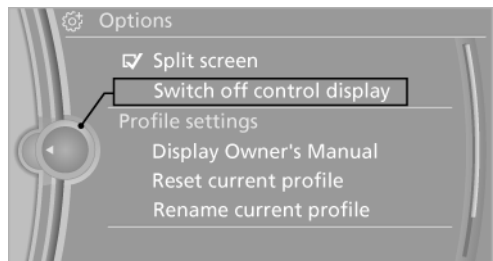 Options
Split screen
Switch off control display
Profile settings
Display Owner's Manual
Reset current profile
Rename current profile